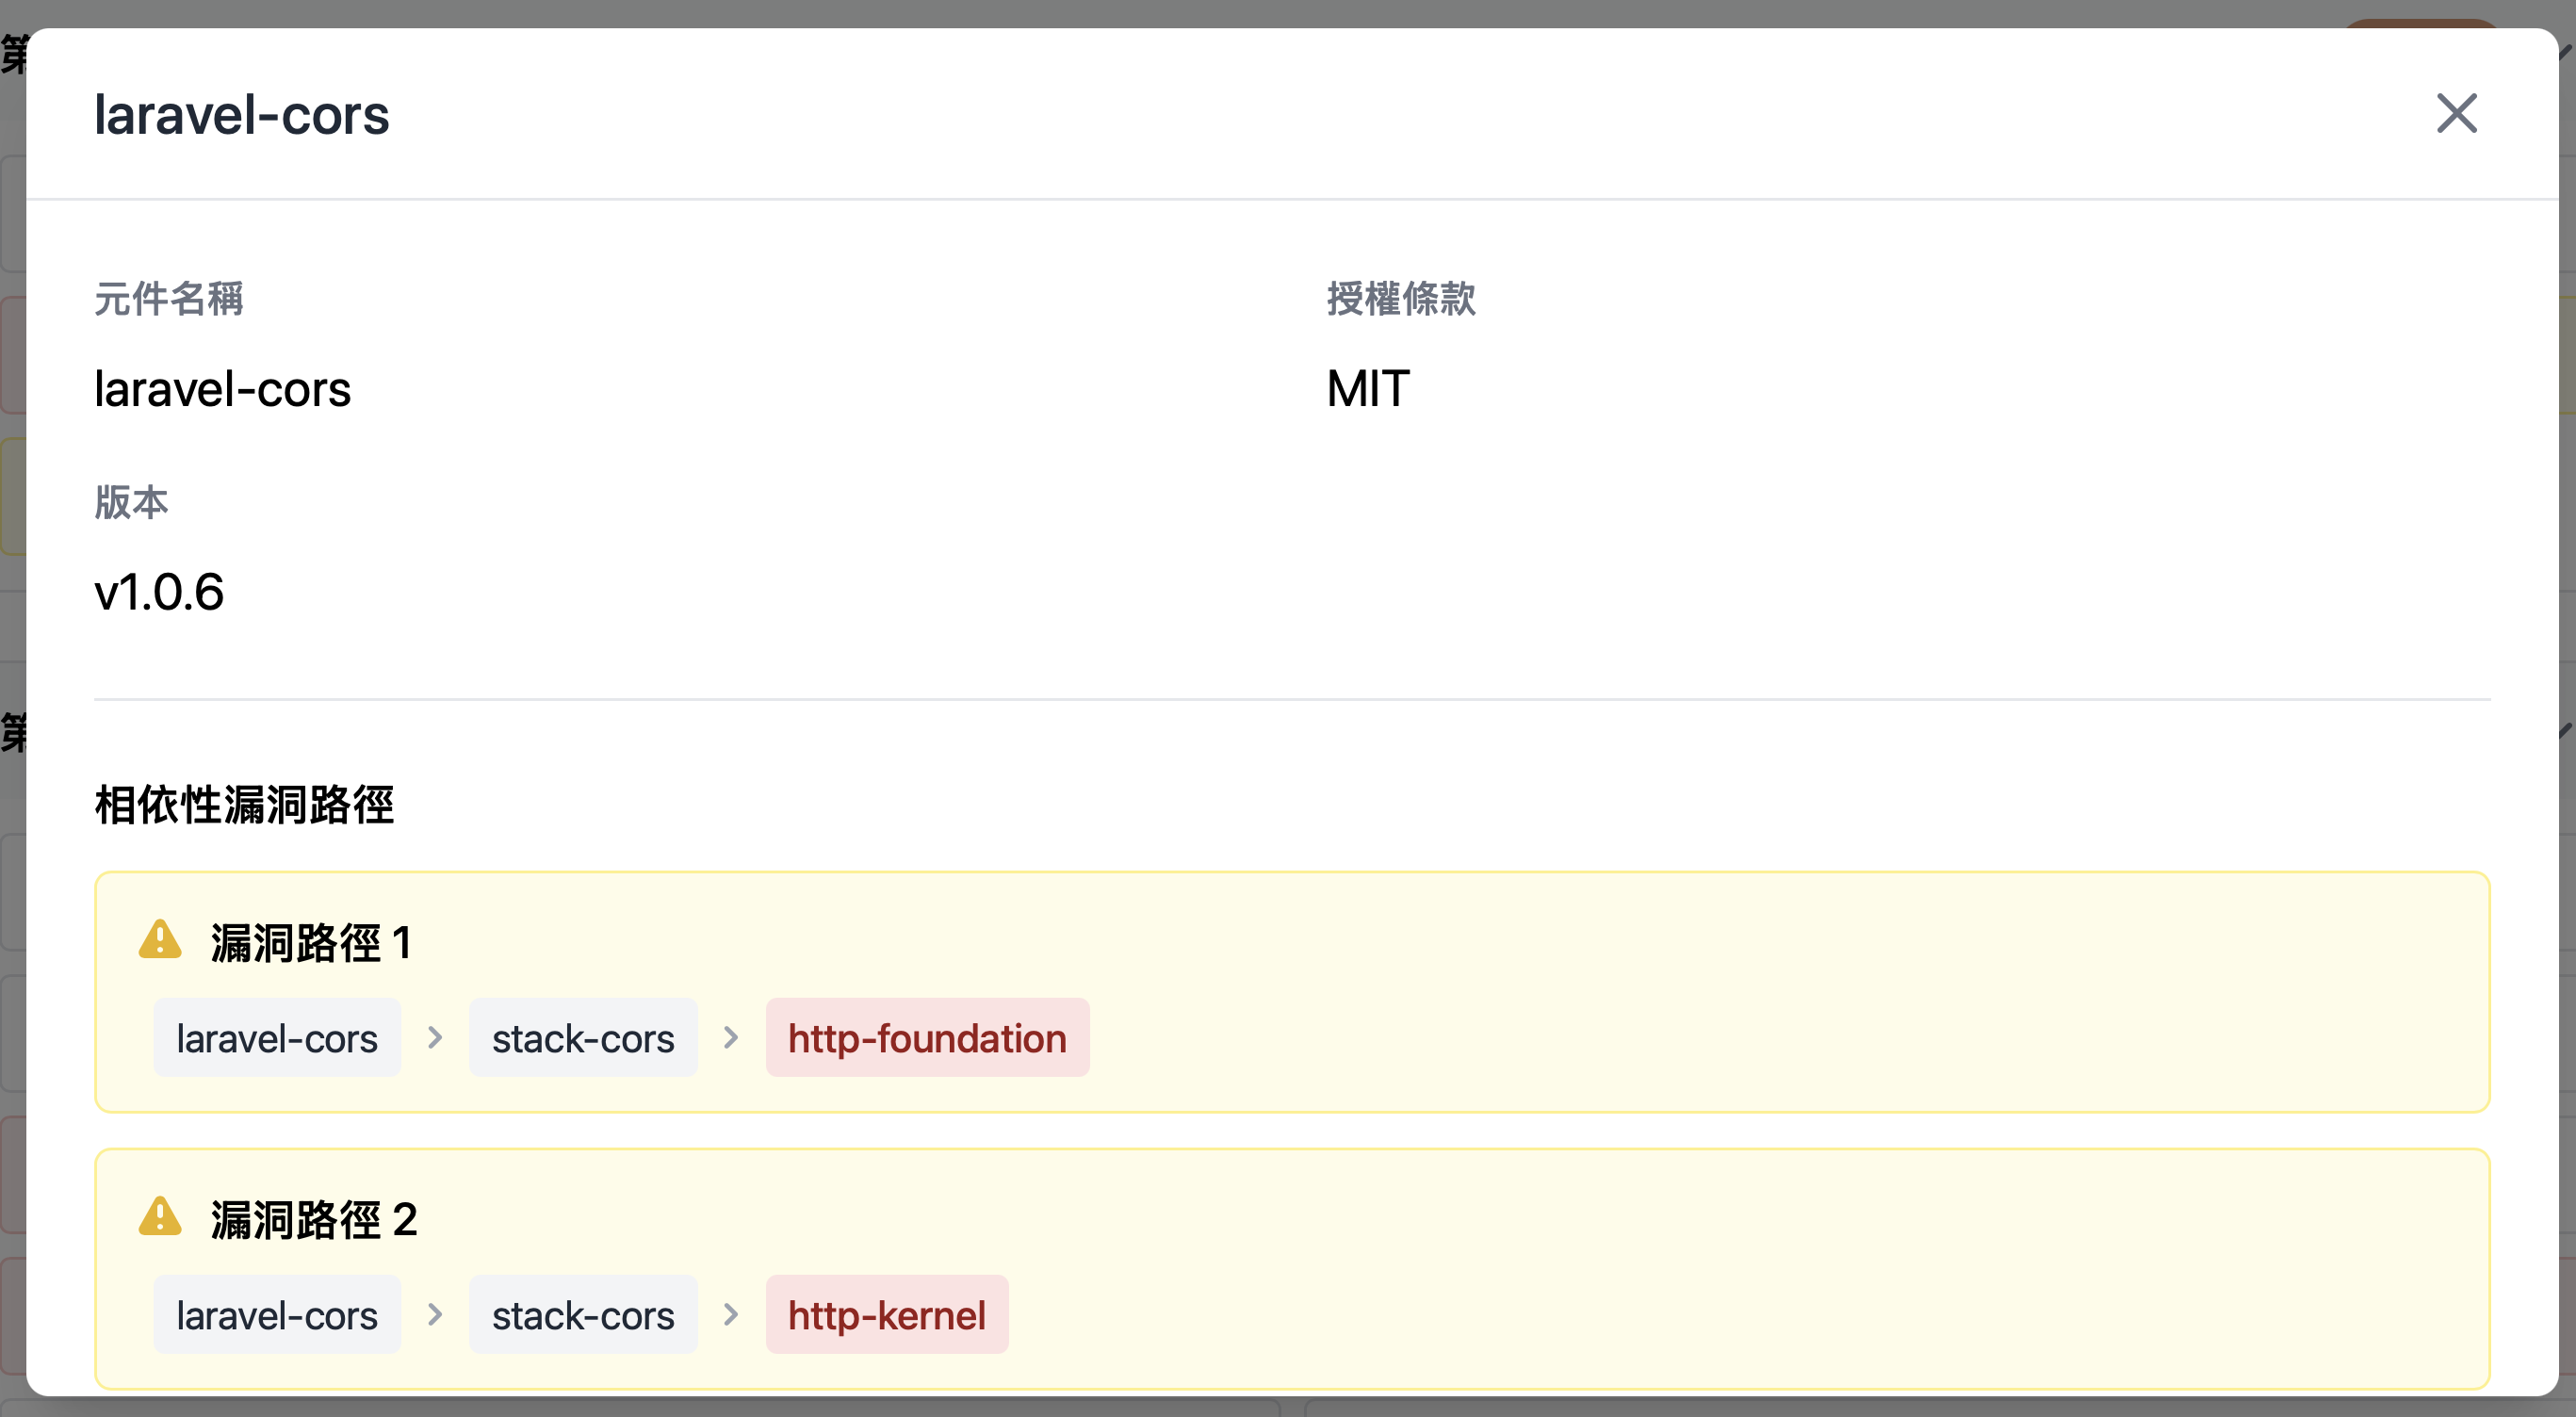 第
laravel-cors
元件名稱
授權條款
laravel-cors
MIT
版本
v1.0.6
第
相依性漏洞路徑
漏洞路徑 1
laravel-cors > stack-cors > http-foundation
漏洞路徑 2
laravel-cors > stack-cors > http-kernel